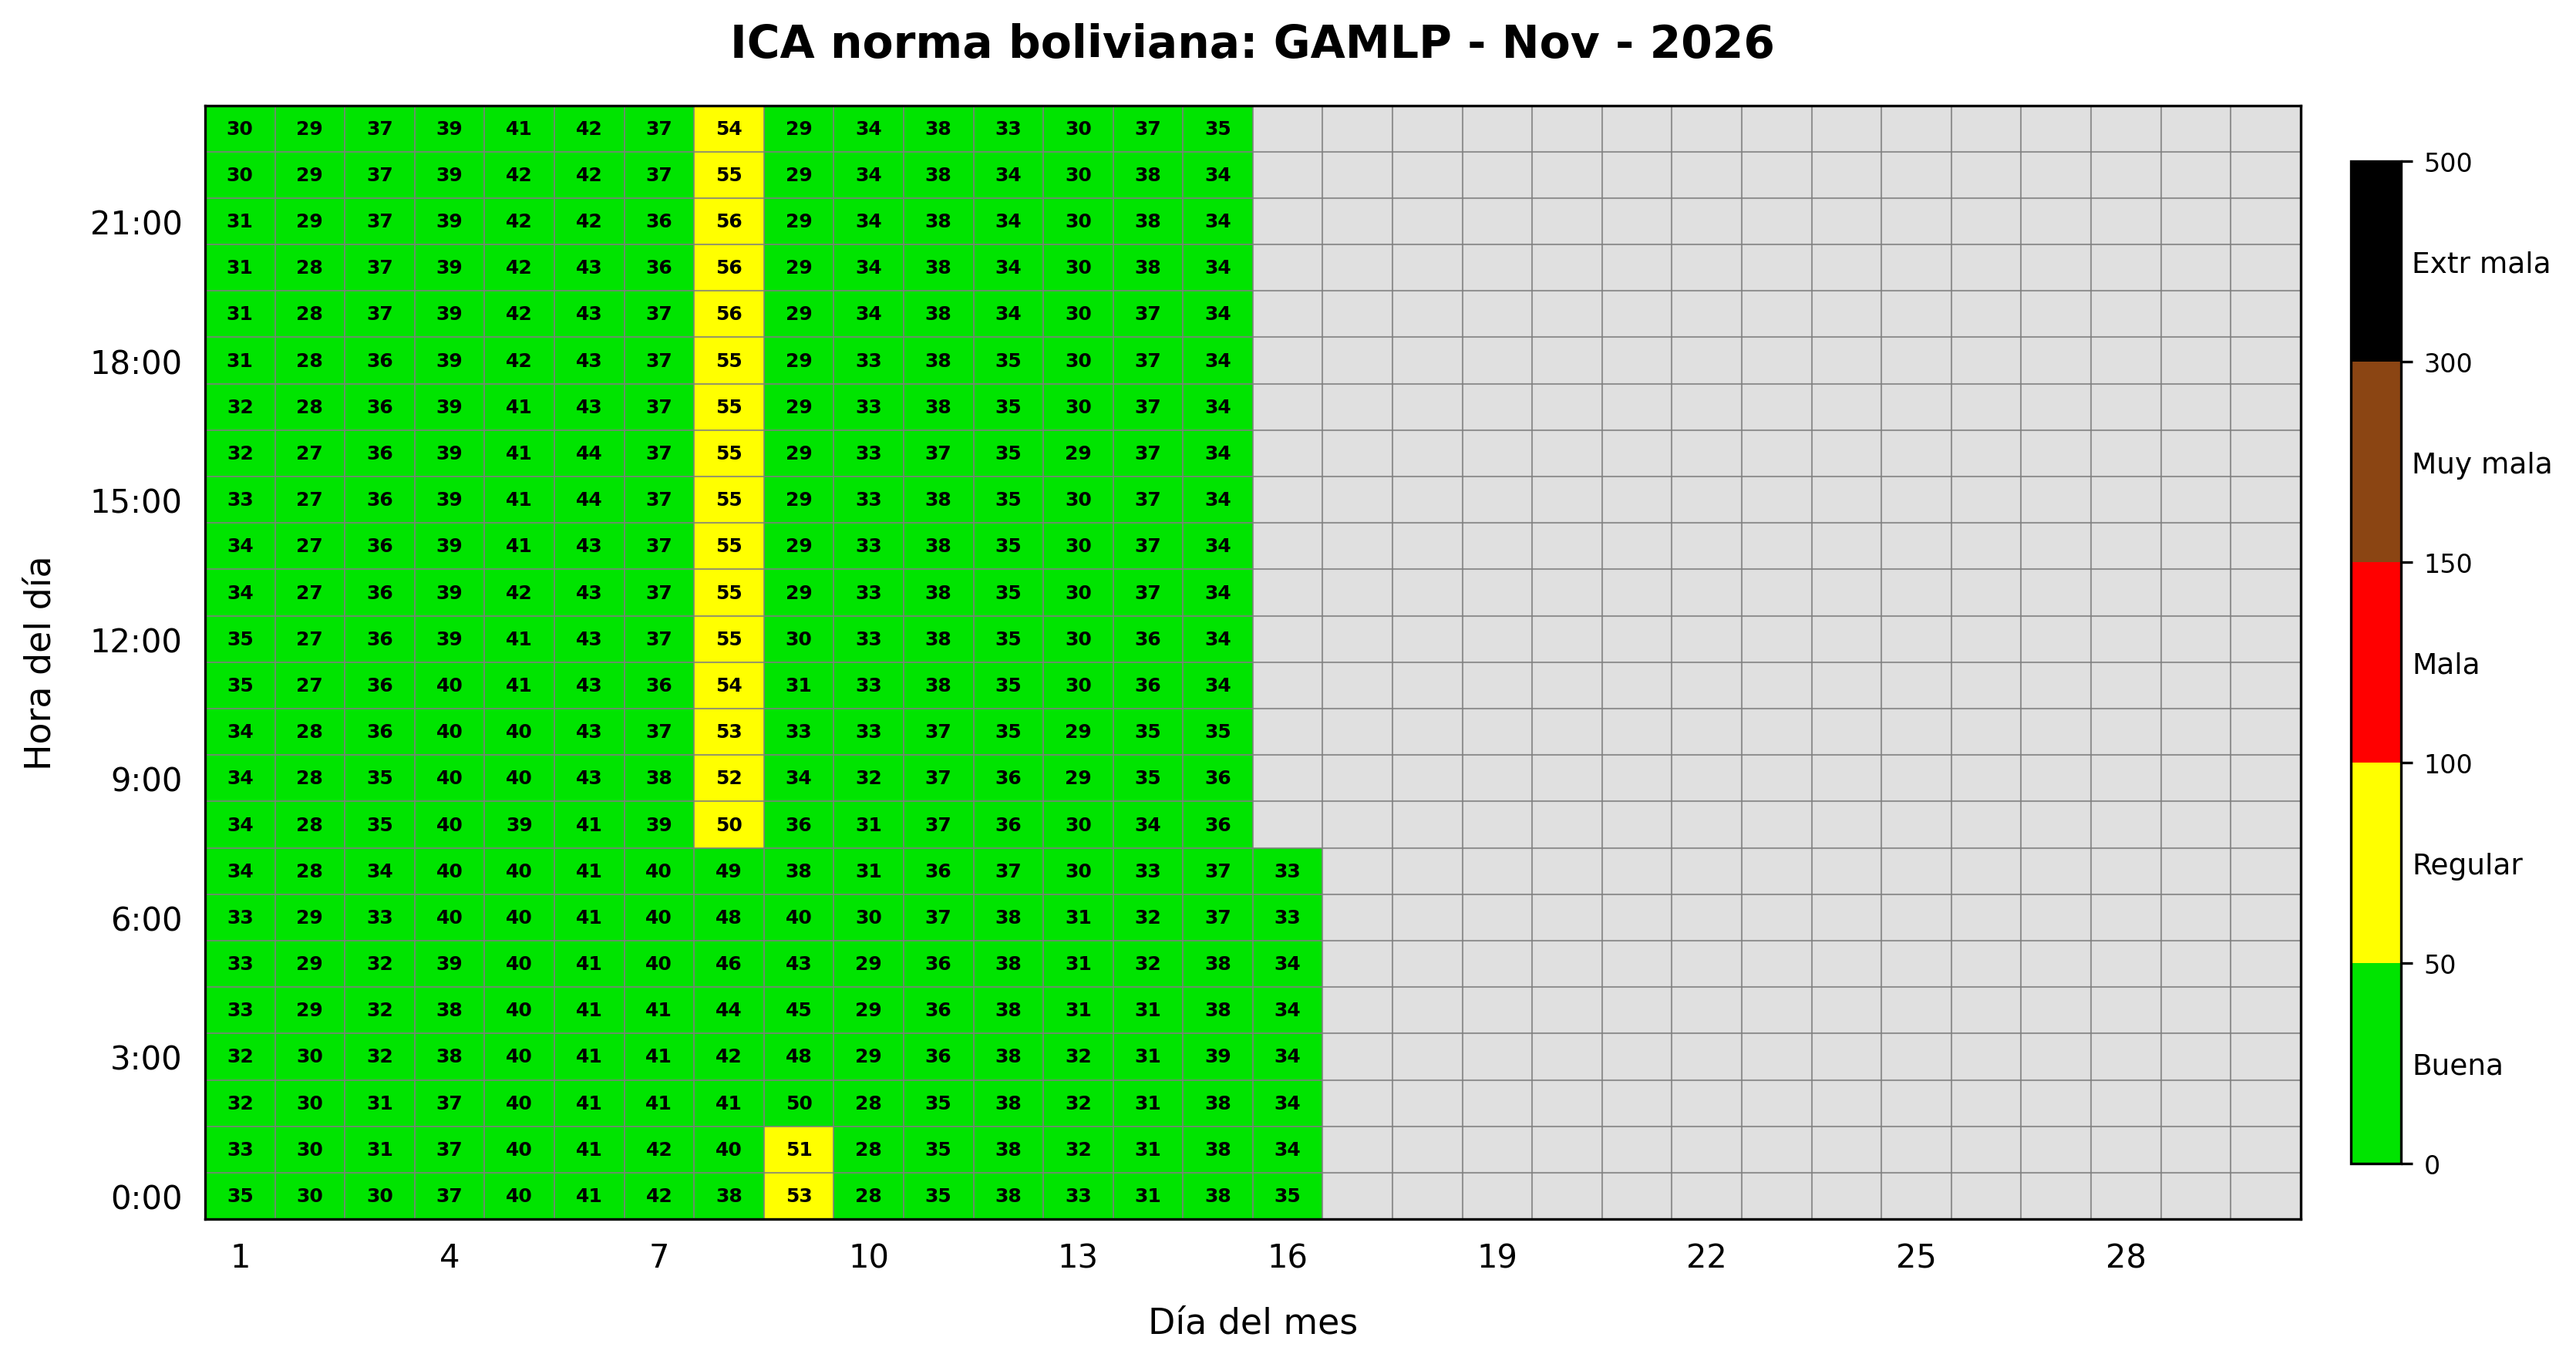 ICA norma boliviana: GAMLP - Nov - 2026
30 29 37 39 41 42 37 54 29 34 38 33 30 37 35
30 29 37 39 42 42 37 55 29 34 38 34 30 38 34
21:00 31 29 37 39 42 42 36 56 29 34 38 34 30 38 34
31 28 37 39 42 43 36 56 29 34 38 34 30 38 34
31 28 37 39 42 43 37 56 29 34 38 34 30 37 34
18:00 31 28 36 39 42 43 37 55 29 33 38 35 30 37 34
32 28 36 39 41 43 37 55 29 33 38 35 30 37 34
32 27 36 39 41 44 37 55 29 33 37 35 29 37 34
15:00 33 27 36 39 41 44 37 55 29 33 38 35 30 37 34
34 27 36 39 41 43 37 55 29 33 38 35 30 37 34
34 27 36 39 42 43 37 55 29 33 38 35 30 37 34
12:00 35 27 36 39 41 43 37 55 30 33 38 35 30 36 34
35 27 36 40 41 43 36 54 31 33 38 35 30 36 34
34 28 36 40 40 43 37 53 33 33 37 35 29 35 35
9:00 34 28 35 40 40 43 38 52 34 32 37 36 29 35 36
34 28 35 40 39 41 39 50 36 31 37 36 30 34 36
34 28 34 40 40 41 40 49 38 31 36 37 30 33 37 33
6:00 33 29 33 40 40 41 40 48 40 30 37 38 31 32 37 33
33 29 32 39 40 41 40 46 43 29 36 38 31 32 38 34
33 29 32 38 40 41 41 44 45 29 36 38 31 31 38 34
3:00 32 30 32 38 40 41 41 42 48 29 36 38 32 31 39 34
32 30 31 37 40 41 41 41 50 28 35 38 32 31 38 34
33 30 31 37 40 41 42 40 51 28 35 38 32 31 38 34
0:00 35 30 30 37 40 41 42 38 53 28 35 38 33 31 38 35
1 4 7 10 13 16 19 22 25 28
Día del mes
Hora del día
500
Extr mala
300
Muy mala
150
Mala
100
Regular
50
Buena
0